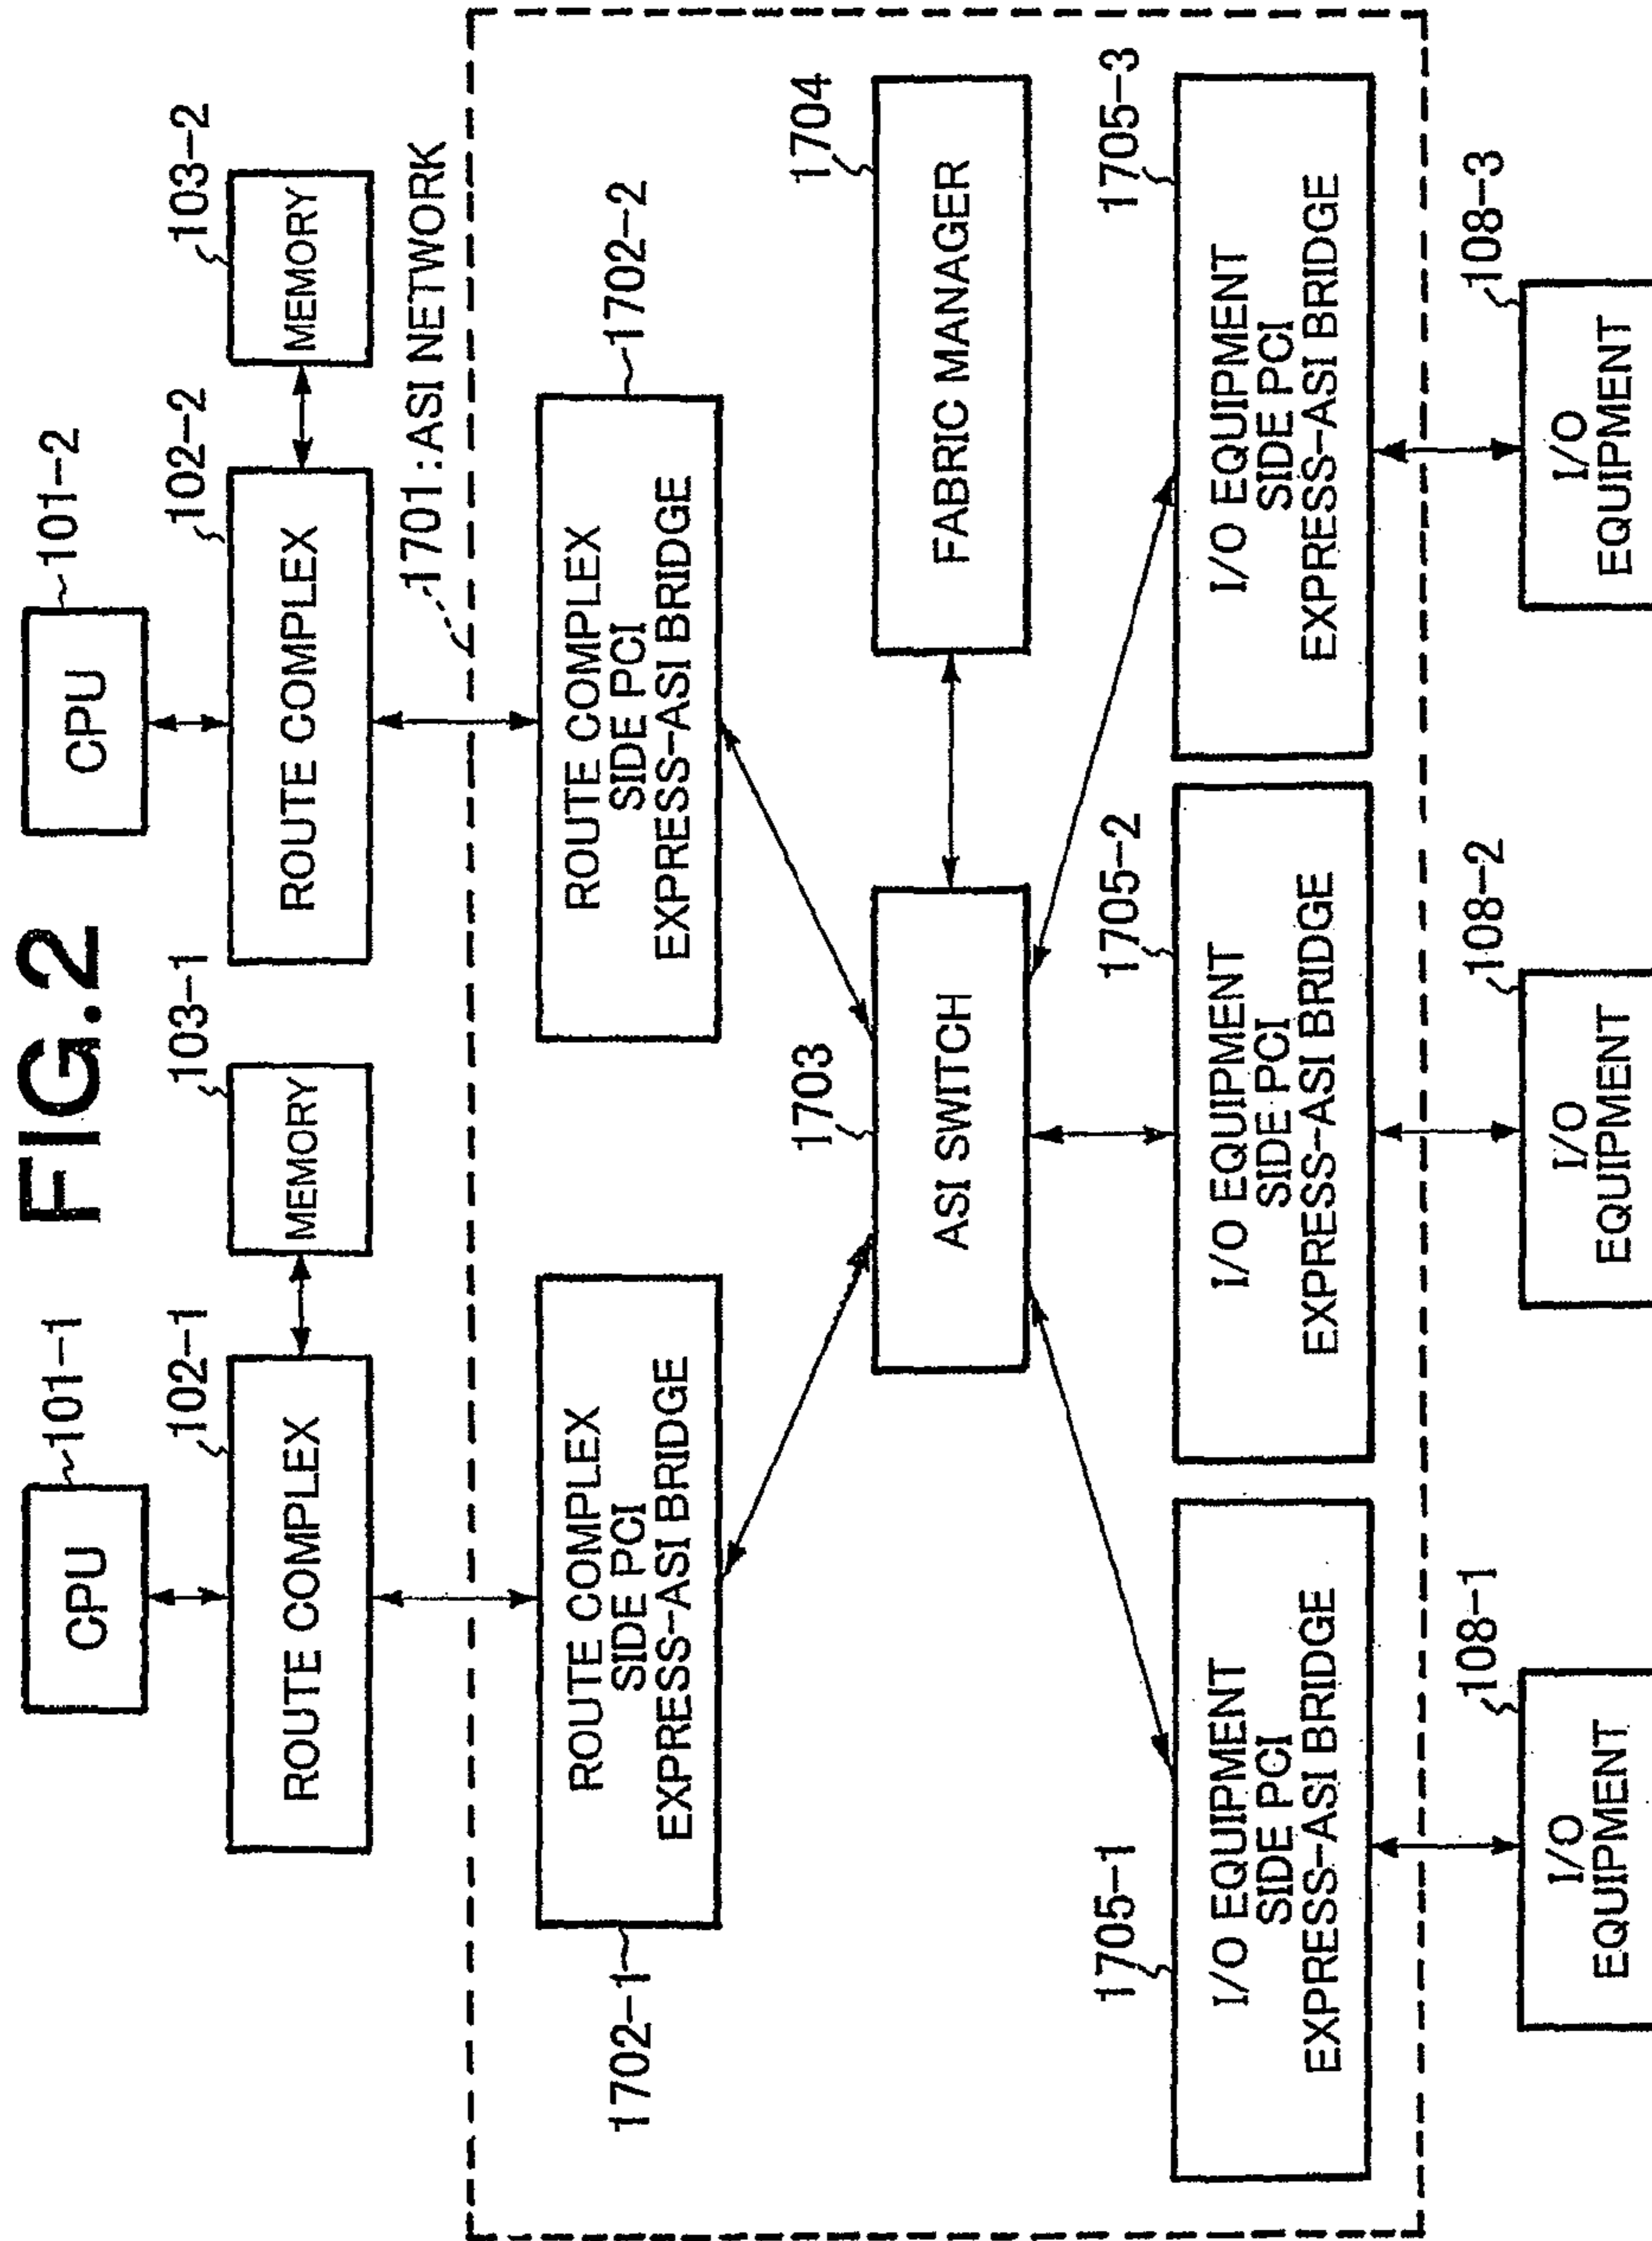 FIG.2
101-1
CPU
101-2
CPU
102-1
ROUTE COMPLEX
103-1
MEMORY
102-2
ROUTE COMPLEX
103-2
MEMORY
1701:ASI NETWORK
1702-1
ROUTE COMPLEX
SIDE PCI
EXPRESS-ASI BRIDGE
ROUTE COMPLEX
SIDE PCI
EXPRESS-ASI BRIDGE
1702-2
1703
ASI SWITCH
1704
FABRIC MANAGER
1705-1
I/O EQUIPMENT
SIDE PCI
EXPRESS-ASI BRIDGE
1705-2
I/O EQUIPMENT
SIDE PCI
EXPRESS-ASI BRIDGE
1705-3
I/O EQUIPMENT
SIDE PCI
EXPRESS-ASI BRIDGE
108-1
I/O
EQUIPMENT
108-2
I/O
EQUIPMENT
108-3
I/O
EQUIPMENT